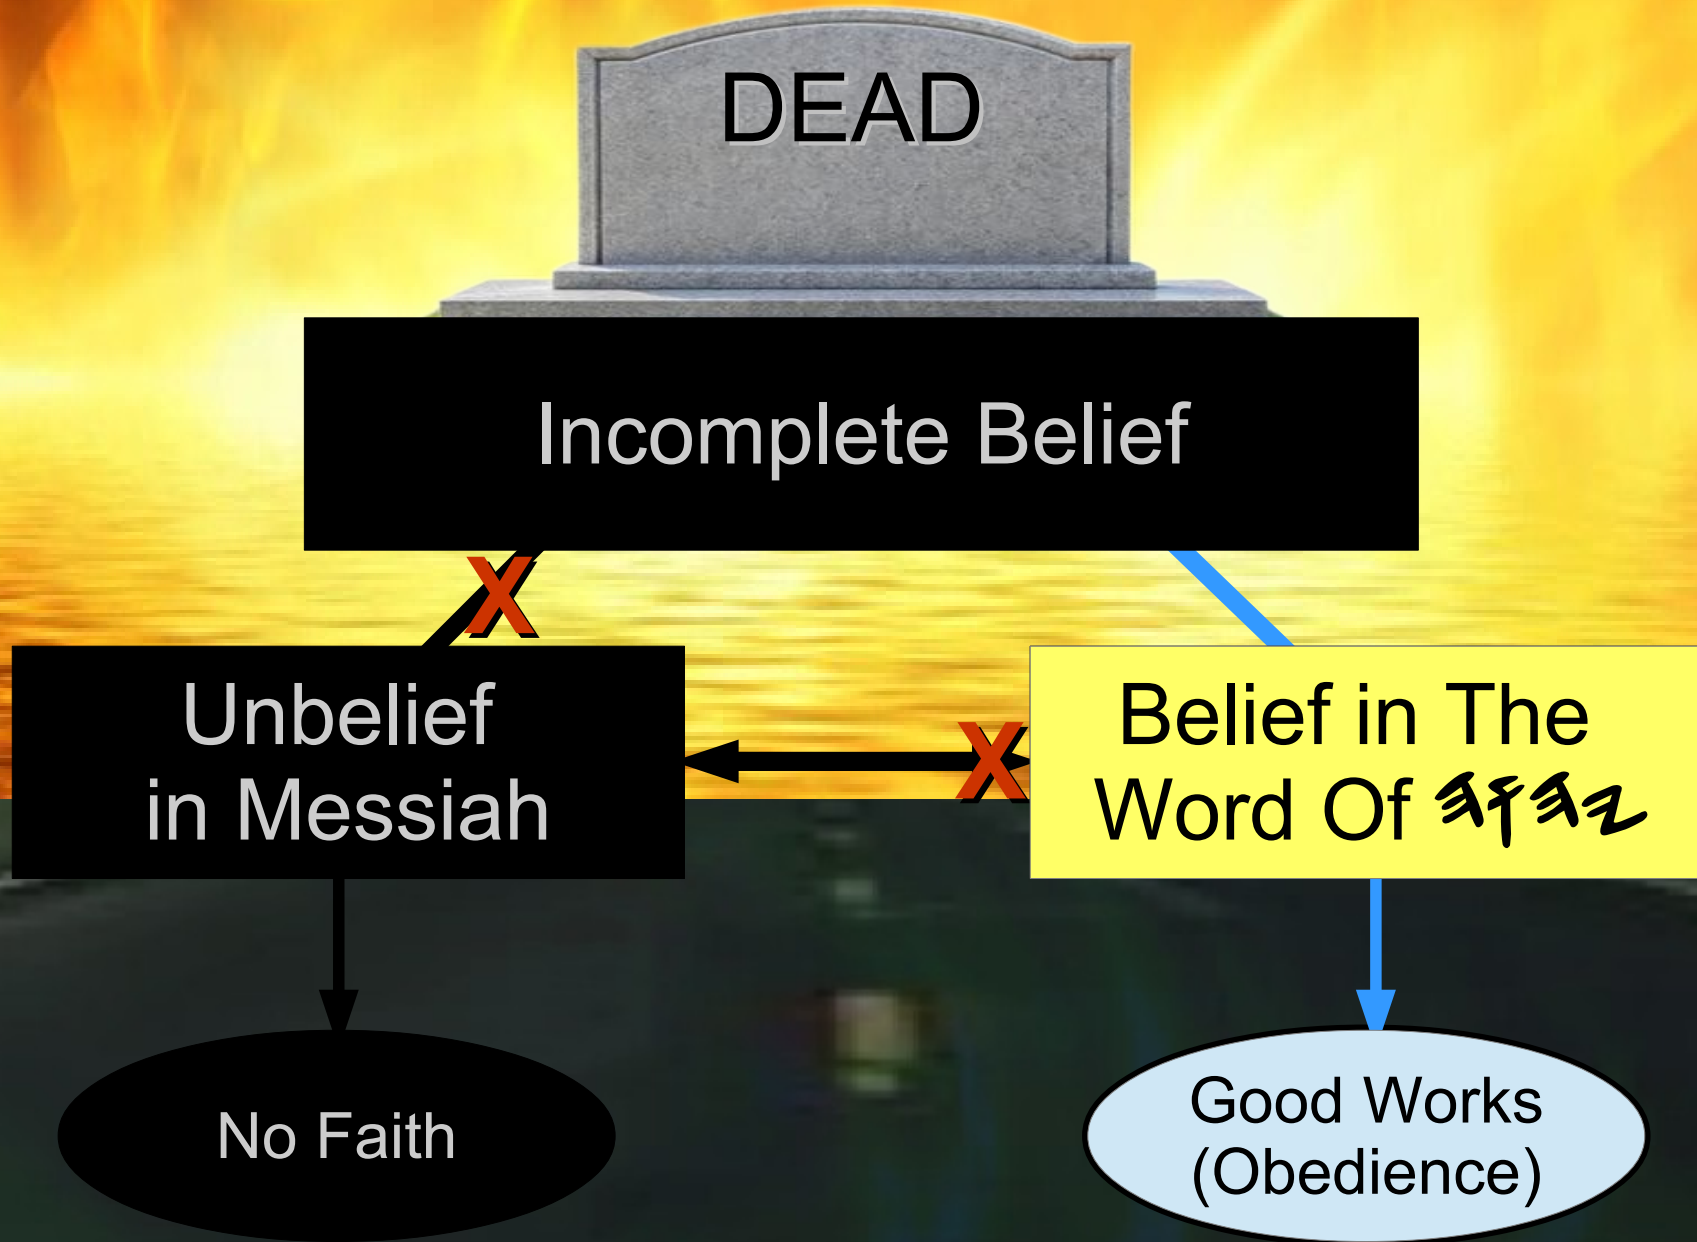 DEAD
Incomplete Belief
X
Unbelief
in Messiah
X
Belief in The
Word Of 𐤉𐤄𐤅𐤄
No Faith
Good Works
(Obedience)